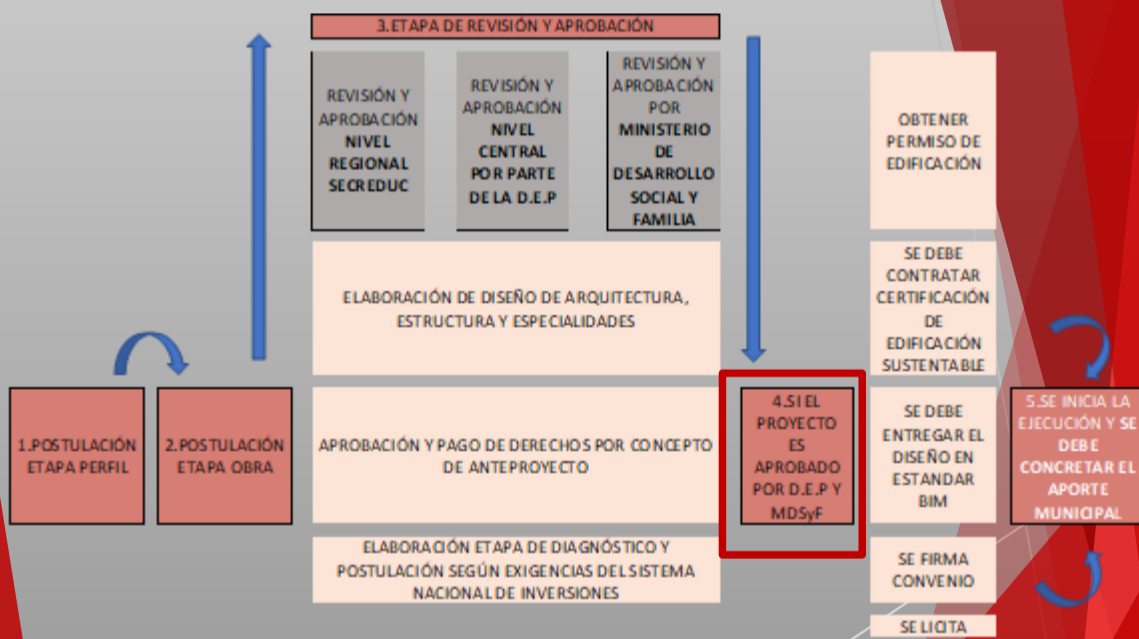 3.ETAPA DE REVISIÓN Y APROBACIÓN
REVISIÓN Y
APROBACIÓN
NIVEL
REGIONAL
SECREDUC
REVISIÓN Y
APROBACIÓN
NIVEL
CENTRAL
POR PARTE
DE LA D.E.P
REVISIÓN Y
APROBACIÓN
POR
MINISTERIO
DE
DESARROLLO
SOCIAL Y
FAMILIA
OBTENER
PERMISO DE
EDIFICACIÓN
ELABORACIÓN DE DISEÑO DE ARQUITECTURA,
ESTRUCTURA Y ESPECIALIDADES
SE DEBE
CONTRATAR
CERTIFICACIÓN
DE
EDIFICACIÓN
SUSTENTABLE
1.POSTULACIÓN
ETAPA PERFIL
2.POSTULACIÓN
ETAPA OBRA
APROBACIÓN Y PAGO DE DERECHOS POR CONCEPTO
DE ANTEPROYECTO
4.SI EL
PROYECTO
ES
APROBADO
POR D.E.P Y
MDSyF
SE DEBE
ENTREGAR EL
DISEÑO EN
ESTANDAR
BIM
5.SE INICIA LA
EJECUCIÓN Y SE
DEBE
CONCRETAR EL
APORTE
MUNICIPAL
ELABORACIÓN ETAPA DE DIAGNÓSTICO Y
POSTULACIÓN SEGÚN EXIGENCIAS DEL SISTEMA
NACIONAL DE INVERSIONES
SE FIRMA
CONVENIO
SE LICITA